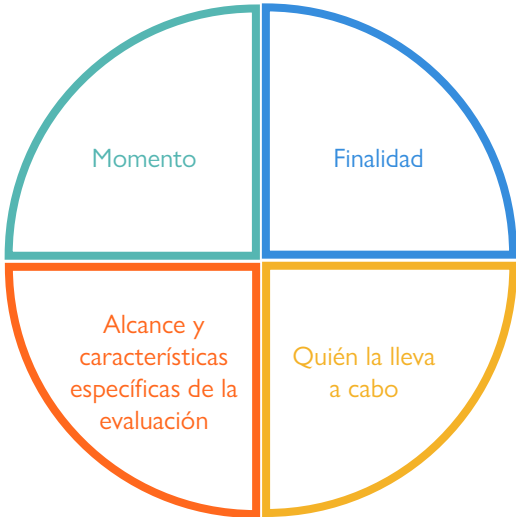 Momento
Finalidad
Alcance y
características
específicas de la
evaluación
Quién la lleva
a cabo